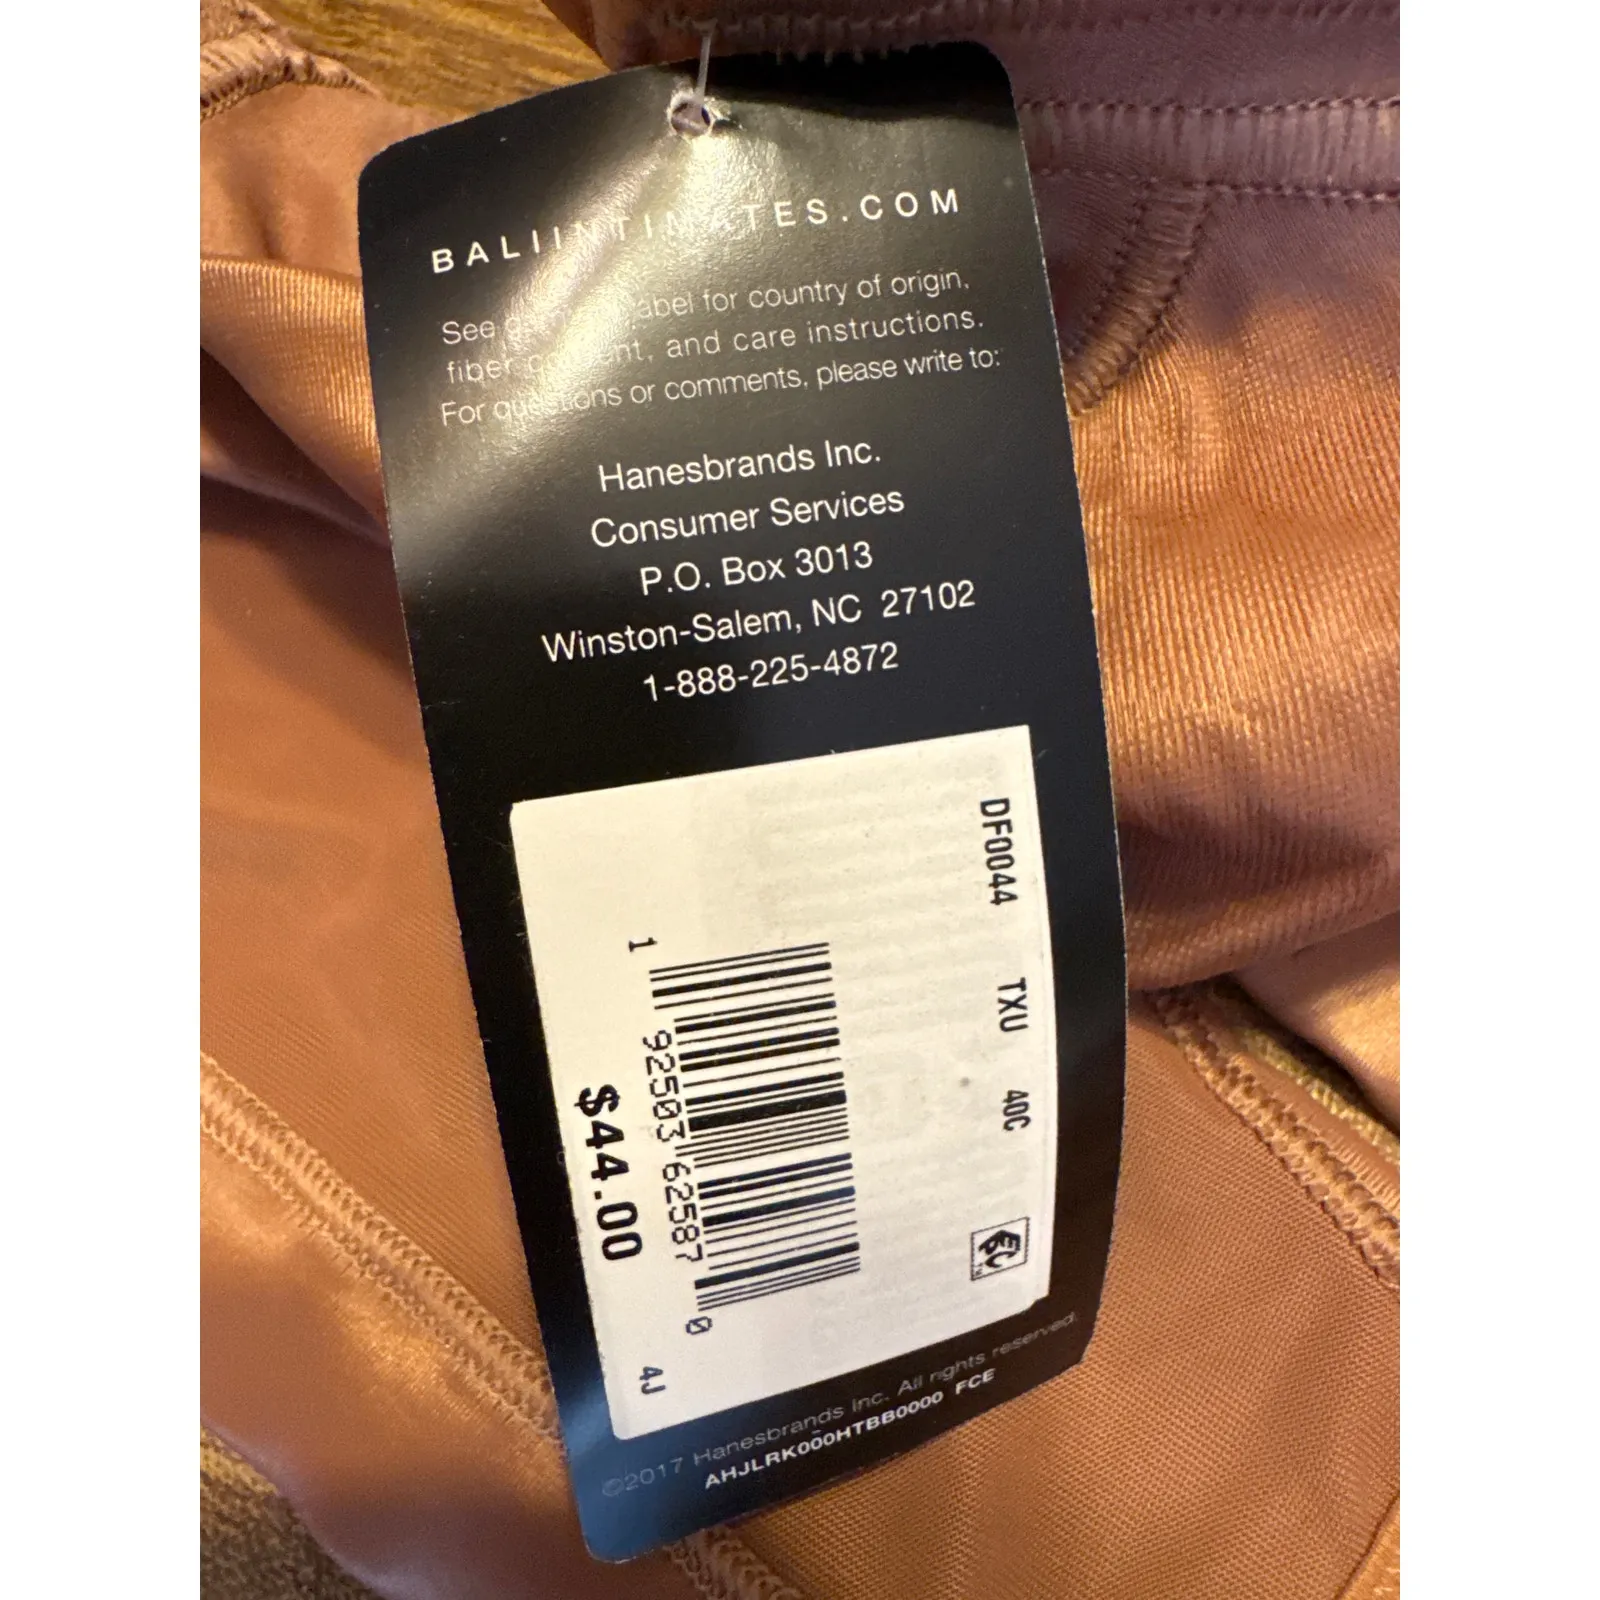 BALIINTIMATES.COM
See label for country of origin,
fiber content, and care instructions.
For questions or comments, please write to:
Hanesbrands Inc.
Consumer Services
P.O. Box 3013
Winston-Salem, NC 27102
1-888-225-4872
DF0044 TXU 40C
1 92503 62587 0
$44.00
4J
©2017 Hanesbrands Inc. All rights reserved.
AHJLRK000HTBB0000 FCE